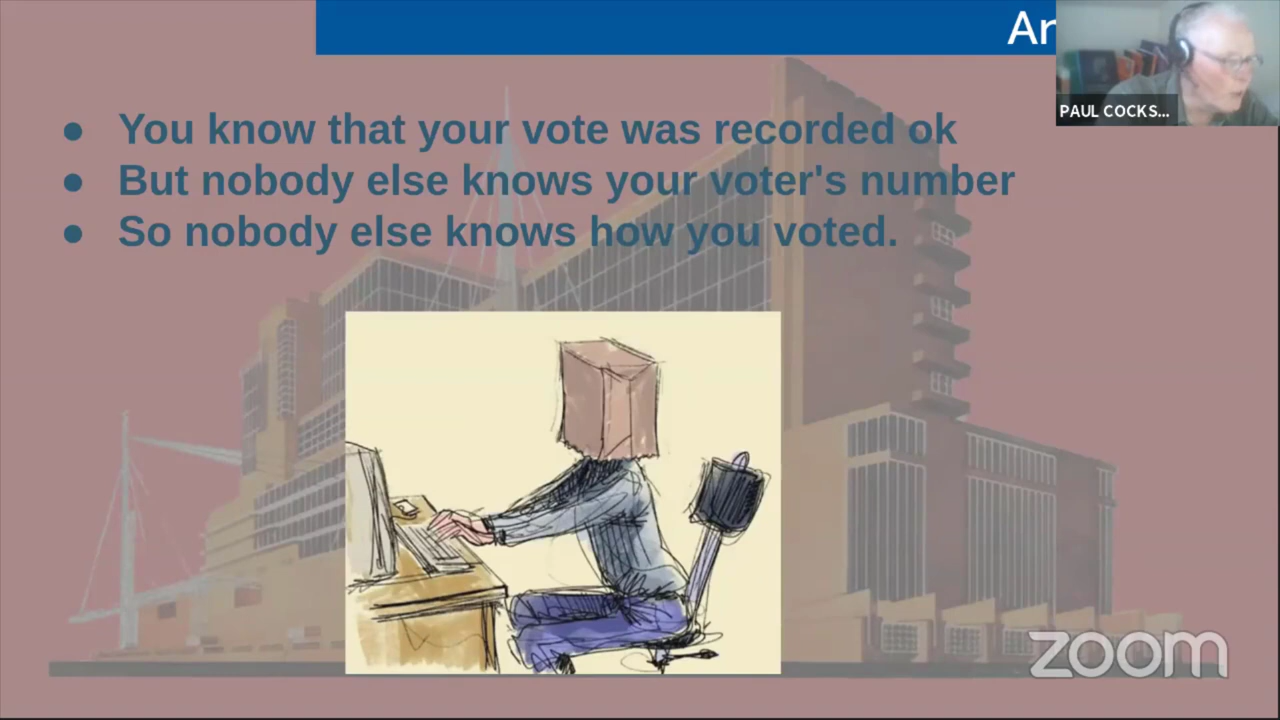 An
PAUL COCKS...
● You know that your vote was recorded ok
● But nobody else knows your voter's number
● So nobody else knows how you voted.
zoom